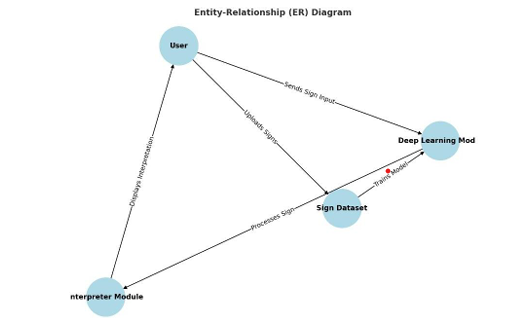 Entity-Relationship (ER) Diagram
User
Sends Sign Input
Uploads Signs
Deep Learning Mod
Displays Interpretation
Trains Model
Sign Dataset
Processes Sign
nterpreter Module